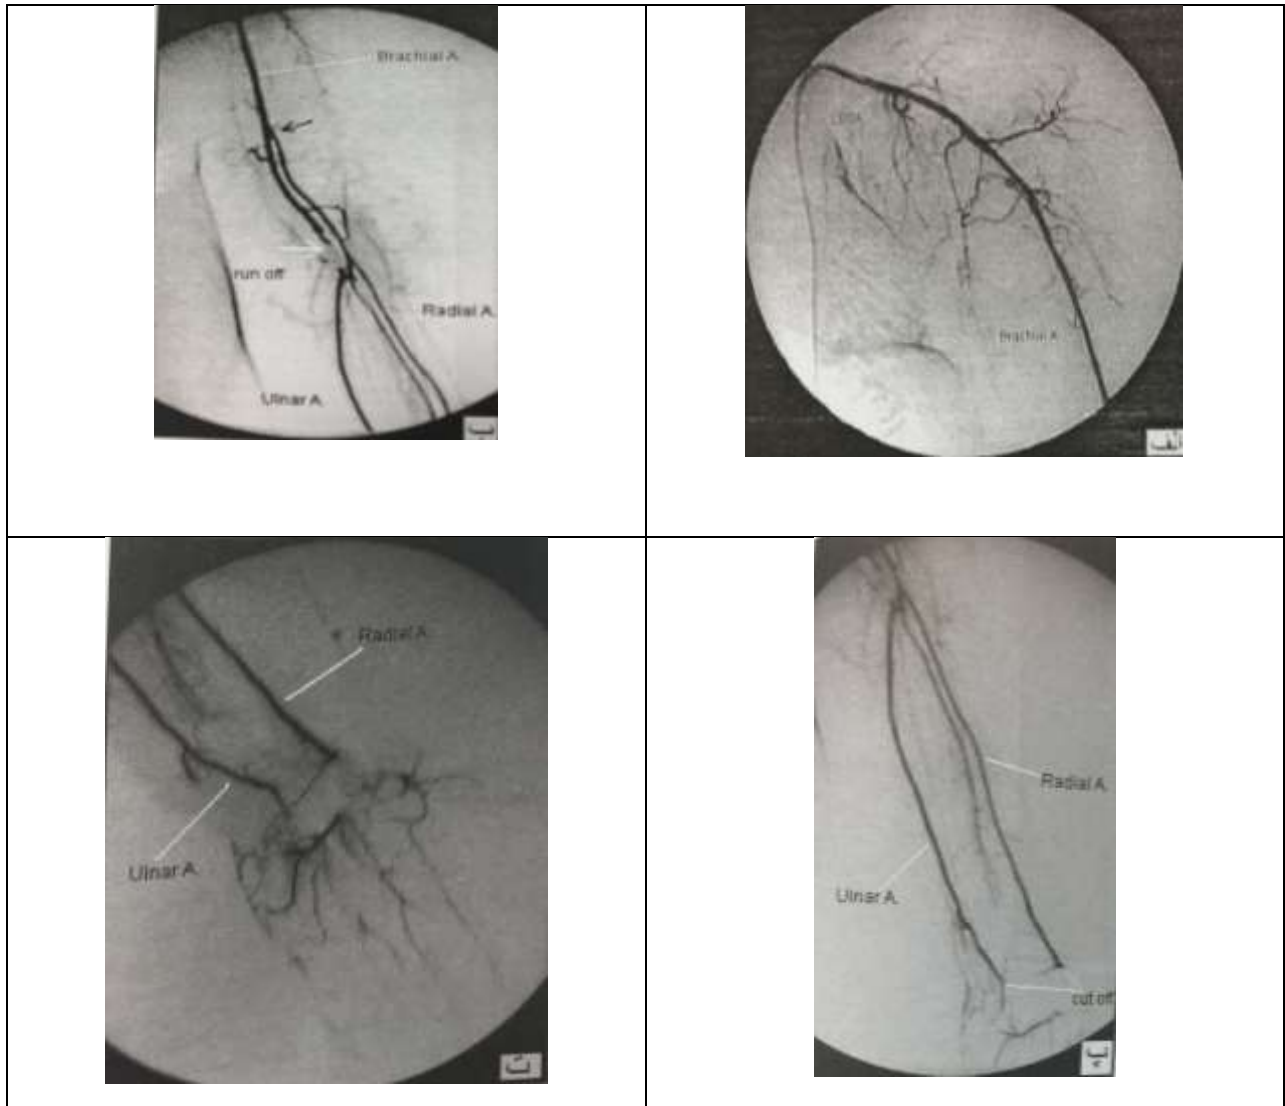 Brachial A.
run off
Radial A.
Ulnar A.
ب
Brachial A.
الف
Radial A.
Ulnar A.
ت
Radial A.
Ulnar A.
cut off
پ